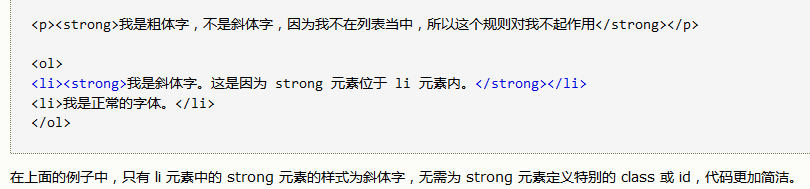 <p><strong>我是粗体字，不是斜体字，因为我不在列表当中，所以这个规则对我不起作用</strong></p>
<ol>
<li><strong>我是斜体字。这是因为 strong 元素位于 li 元素内。</strong></li>
<li>我是正常的字体。</li>
</ol>
在上面的例子中，只有 li 元素中的 strong 元素的样式为斜体字，无需为 strong 元素定义特别的 class 或 id，代码更加简洁。